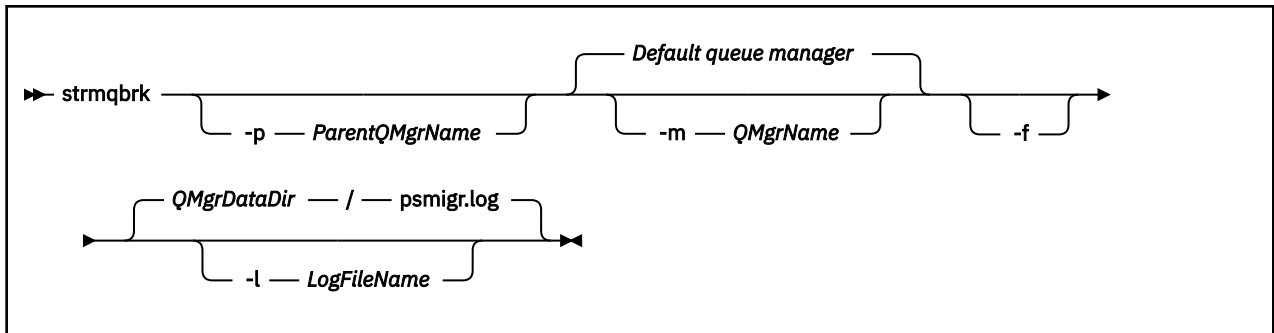 Default queue manager
strmqbrk
-p ParentQMgrName -m QMgrName -f
QMgrDataDir / psmigr.log
-l LogFileName